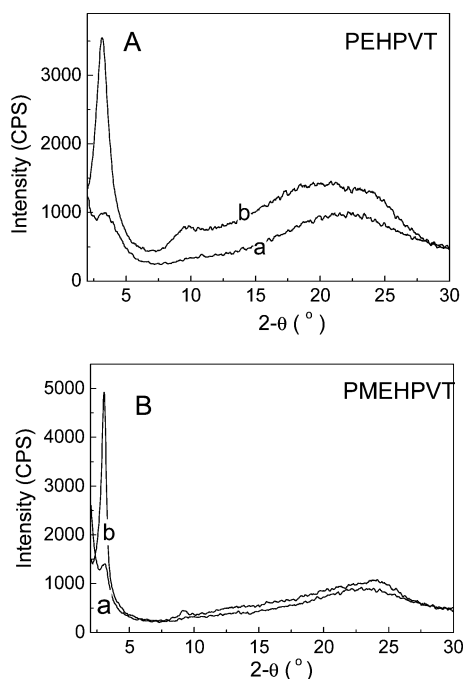 A
PEHPVT
Intensity (CPS)
3000
2000
1000
0
b
a
5
10
15
20
25
30
2-θ ( o )
B
PMEHPVT
Intensity (CPS)
5000
4000
3000
2000
1000
0
b
a
5
10
15
20
25
30
2-θ ( o )